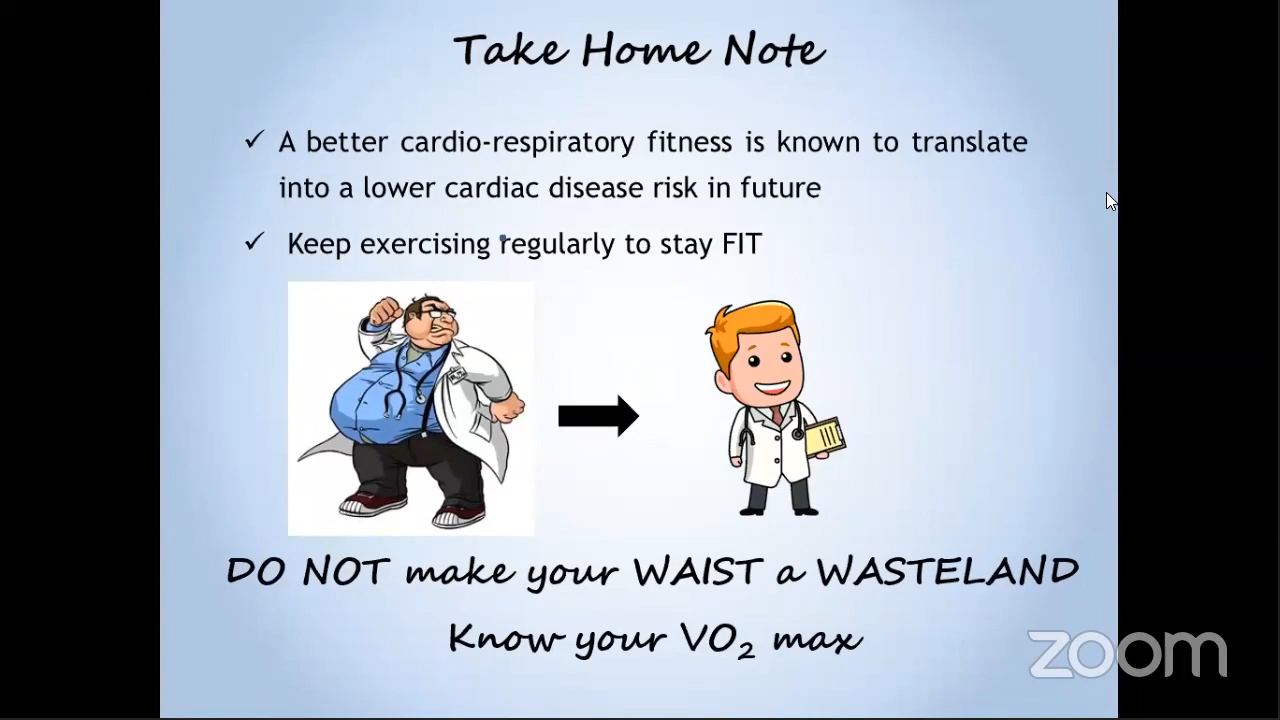 Take Home Note
✓ A better cardio-respiratory fitness is known to translate
into a lower cardiac disease risk in future
✓ Keep exercising regularly to stay FIT
DO NOT make your WAIST a WASTELAND
Know your VO₂ max
zoom